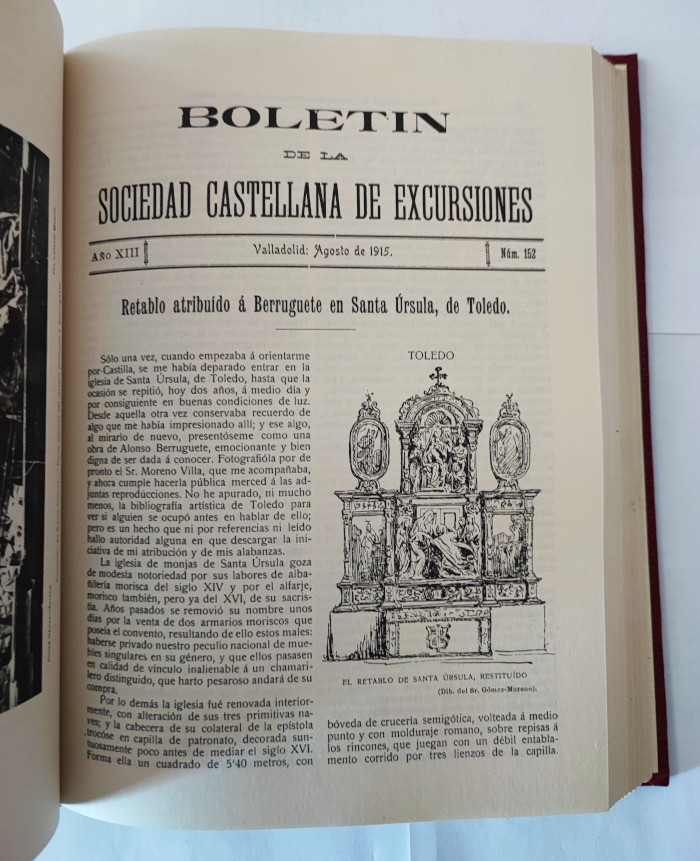 BOLETIN
DE LA
SOCIEDAD CASTELLANA DE EXCURSIONES
Año XIII
Valladolid: Agosto de 1915.
Núm. 152
Retablo atribuído á Berruguete en Santa Úrsula, de Toledo.
Sólo una vez, cuando empezaba á orientarme
por Castilla, se me había deparado entrar en la
iglesia de Santa Úrsula, de Toledo, hasta que la
ocasión se repitió, hoy dos años, á medio día y
por consiguiente en buenas condiciones de luz.
Desde aquella otra vez conservaba recuerdo de
algo que me había impresionado allí; y ese algo,
al mirarlo de nuevo, presentóseme como una
obra de Alonso Berruguete, emocionante y bien
digna de ser dada á conocer. Fotografióla por de
pronto el Sr. Moreno Villa, que me acompañaba,
y ahora cumple hacerla pública merced á las ad-
juntas reproducciones. No he apurado, ni mucho
menos, la bibliografía artística de Toledo para
ver si alguien se ocupó antes en hablar de ello;
pero es un hecho que ni por referencias ni leído
hallo autoridad alguna en que descargar la ini-
ciativa de mi atribución y de mis alabanzas.
La iglesia de monjas de Santa Úrsula goza
de modesta notoriedad por sus labores de alba-
ñilería morisca del siglo XIV y por el alfarje,
morisco también, pero ya del XVI, de su sacris-
tía. Años pasados se removió su nombre unos
días por la venta de dos armarios moriscos que
poseía el convento, resultando de ello estos males:
haberse privado nuestro peculio nacional de mue-
bles singulares en su género, y que ellos pasasen
en calidad de vínculo inalienable á un chamari-
lero distinguido, que harto pesaroso andará de su
compra.
Por lo demás la iglesia fué renovada interior-
mente, con alteración de sus tres primitivas na-
ves; y la cabecera de su colateral de la epístola
trocóse en capilla de patronato, decorada sun-
tuosamente poco antes de mediar el siglo XVI.
Forma ella un cuadrado de 5'40 metros, con
TOLEDO
EL RETABLO DE SANTA ÚRSULA, RESTITUÍDO
(Dib. del Sr. Gómez-Moreno).
bóveda de crucería semigótica, volteada á medio
punto y con molduraje romano, sobre repisas á
los rincones, que juegan con un débil entabla-
mento corrido por tres lienzos de la capilla.